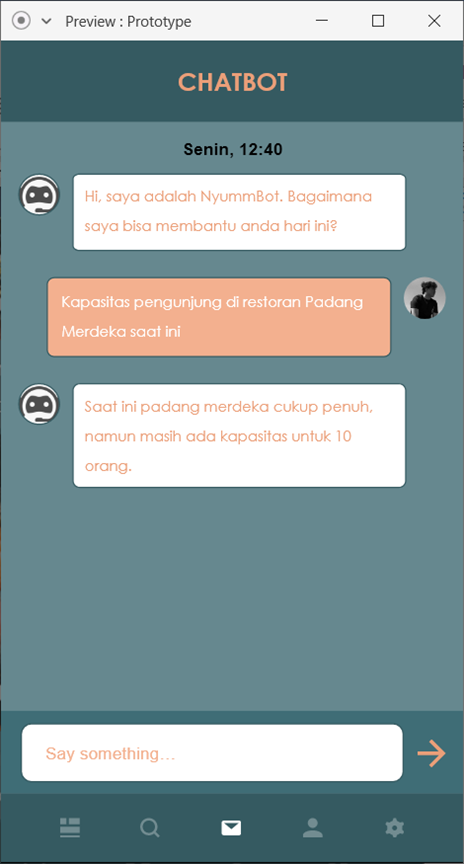 Preview : Prototype
CHATBOT
Senin, 12:40
Hi, saya adalah NyummBot. Bagaimana
saya bisa membantu anda hari ini?
Kapasitas pengunjung di restoran Padang
Merdeka saat ini
Saat ini padang merdeka cukup penuh,
namun masih ada kapasitas untuk 10
orang.
Say something...